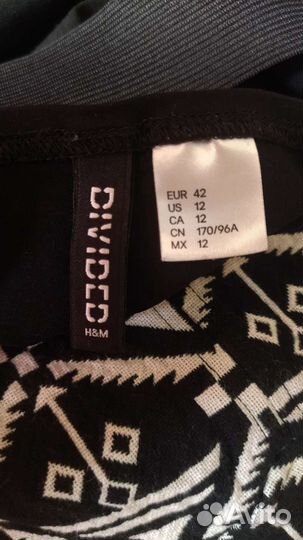 DIVIDED
H&M
EUR 42
US 12
CA 12
CN 170/96A
MX 12
Avito